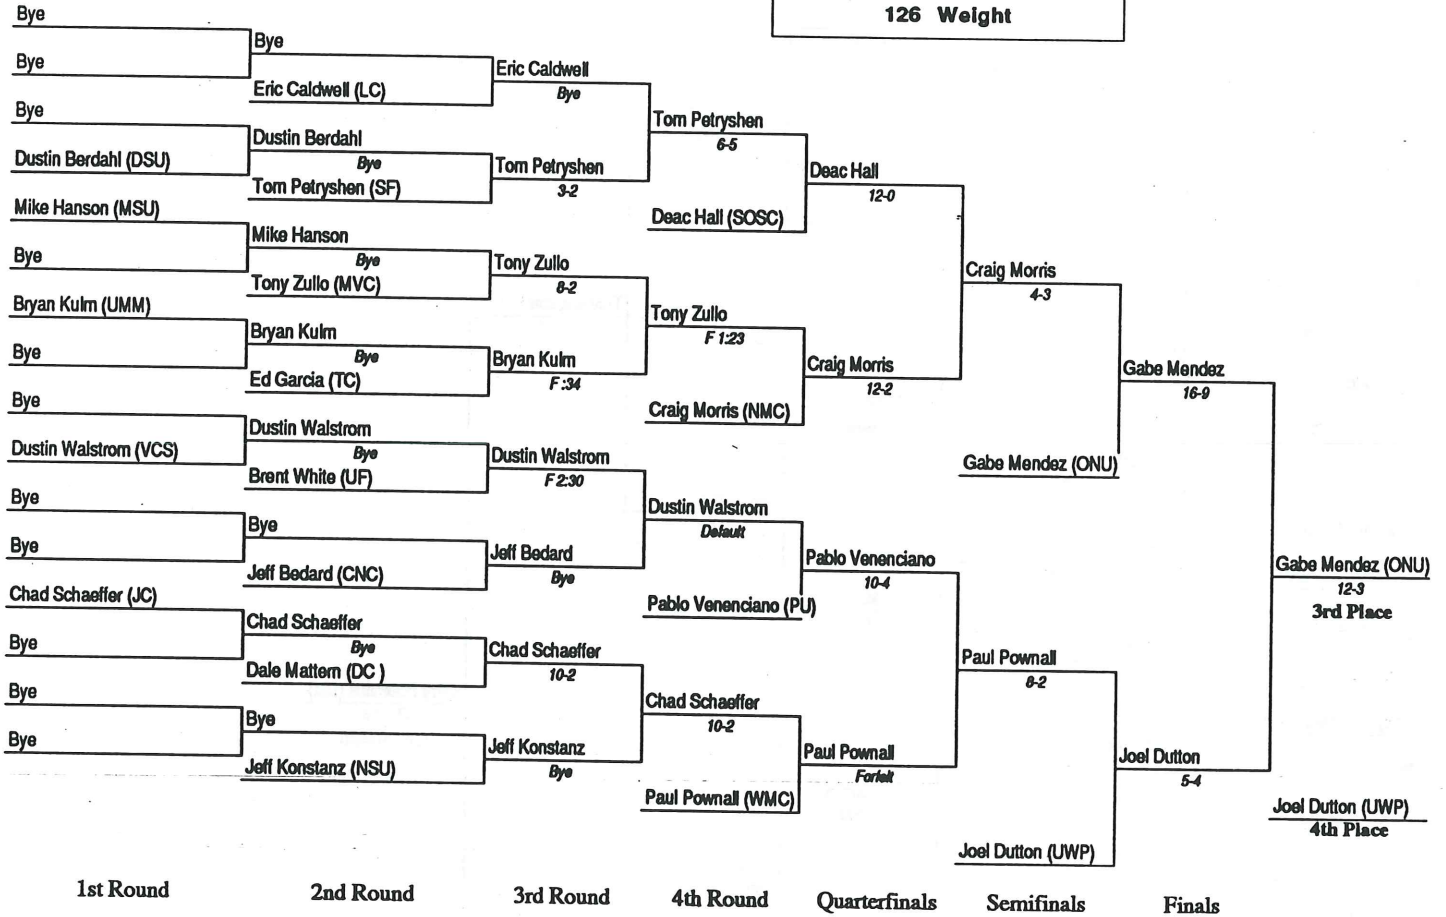 126 Weight
Bye
Bye
Bye
Dustin Berdahl (DSU)
Mike Hanson (MSU)
Bye
Bryan Kulm (UMM)
Bye
Bye
Dustin Walstrom (VCS)
Bye
Bye
Chad Schaeffer (JC)
Bye
Bye
Bye
1st Round
Bye
Eric Caldwell (LC)
Dustin Berdahl
Bye
Tom Petryshen (SF)
Mike Hanson
Bye
Tony Zullo (MVC)
Bryan Kulm
Bye
Ed Garcia (TC)
Dustin Walstrom
Bye
Brent White (UF)
Bye
Jeff Bedard (CNC)
Chad Schaeffer
Bye
Dale Mattern (DC )
Bye
Jeff Konstanz (NSU)
2nd Round
Eric Caldwell
Bye
Tom Petryshen
3-2
Tony Zullo
8-2
Bryan Kulm
F :34
Dustin Walstrom
F 2:30
Jeff Bedard
Bye
Chad Schaeffer
10-2
Jeff Konstanz
Bye
3rd Round
Tom Petryshen
6-5
Deac Hall (SOSC)
Tony Zullo
F 1:23
Craig Morris (NMC)
Dustin Walstrom
Default
Pablo Venenciano (PU)
Chad Schaeffer
10-2
Paul Pownall (WMC)
4th Round
Deac Hall
12-0
Craig Morris
12-2
Pablo Venenciano
10-4
Paul Pownall
Forfeit
Quarterfinals
Craig Morris
4-3
Gabe Mendez (ONU)
Paul Pownall
8-2
Joel Dutton (UWP)
Semifinals
Gabe Mendez
16-9
Joel Dutton
5-4
Finals
Gabe Mendez (ONU)
12-3
3rd Place
Joel Dutton (UWP)
4th Place